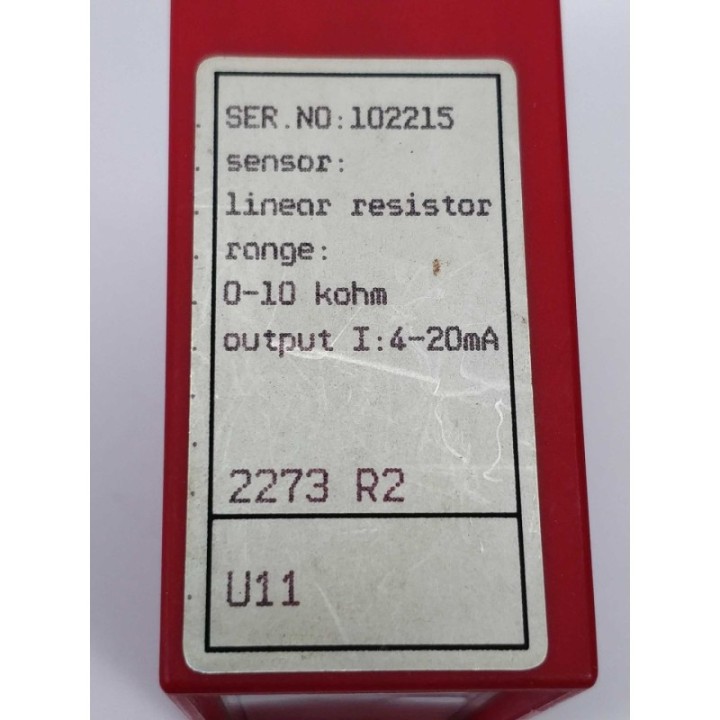 SER.NO:102215
sensor:
linear resistor
range:
0-10 kohm
output I:4-20mA
2273 R2
U11